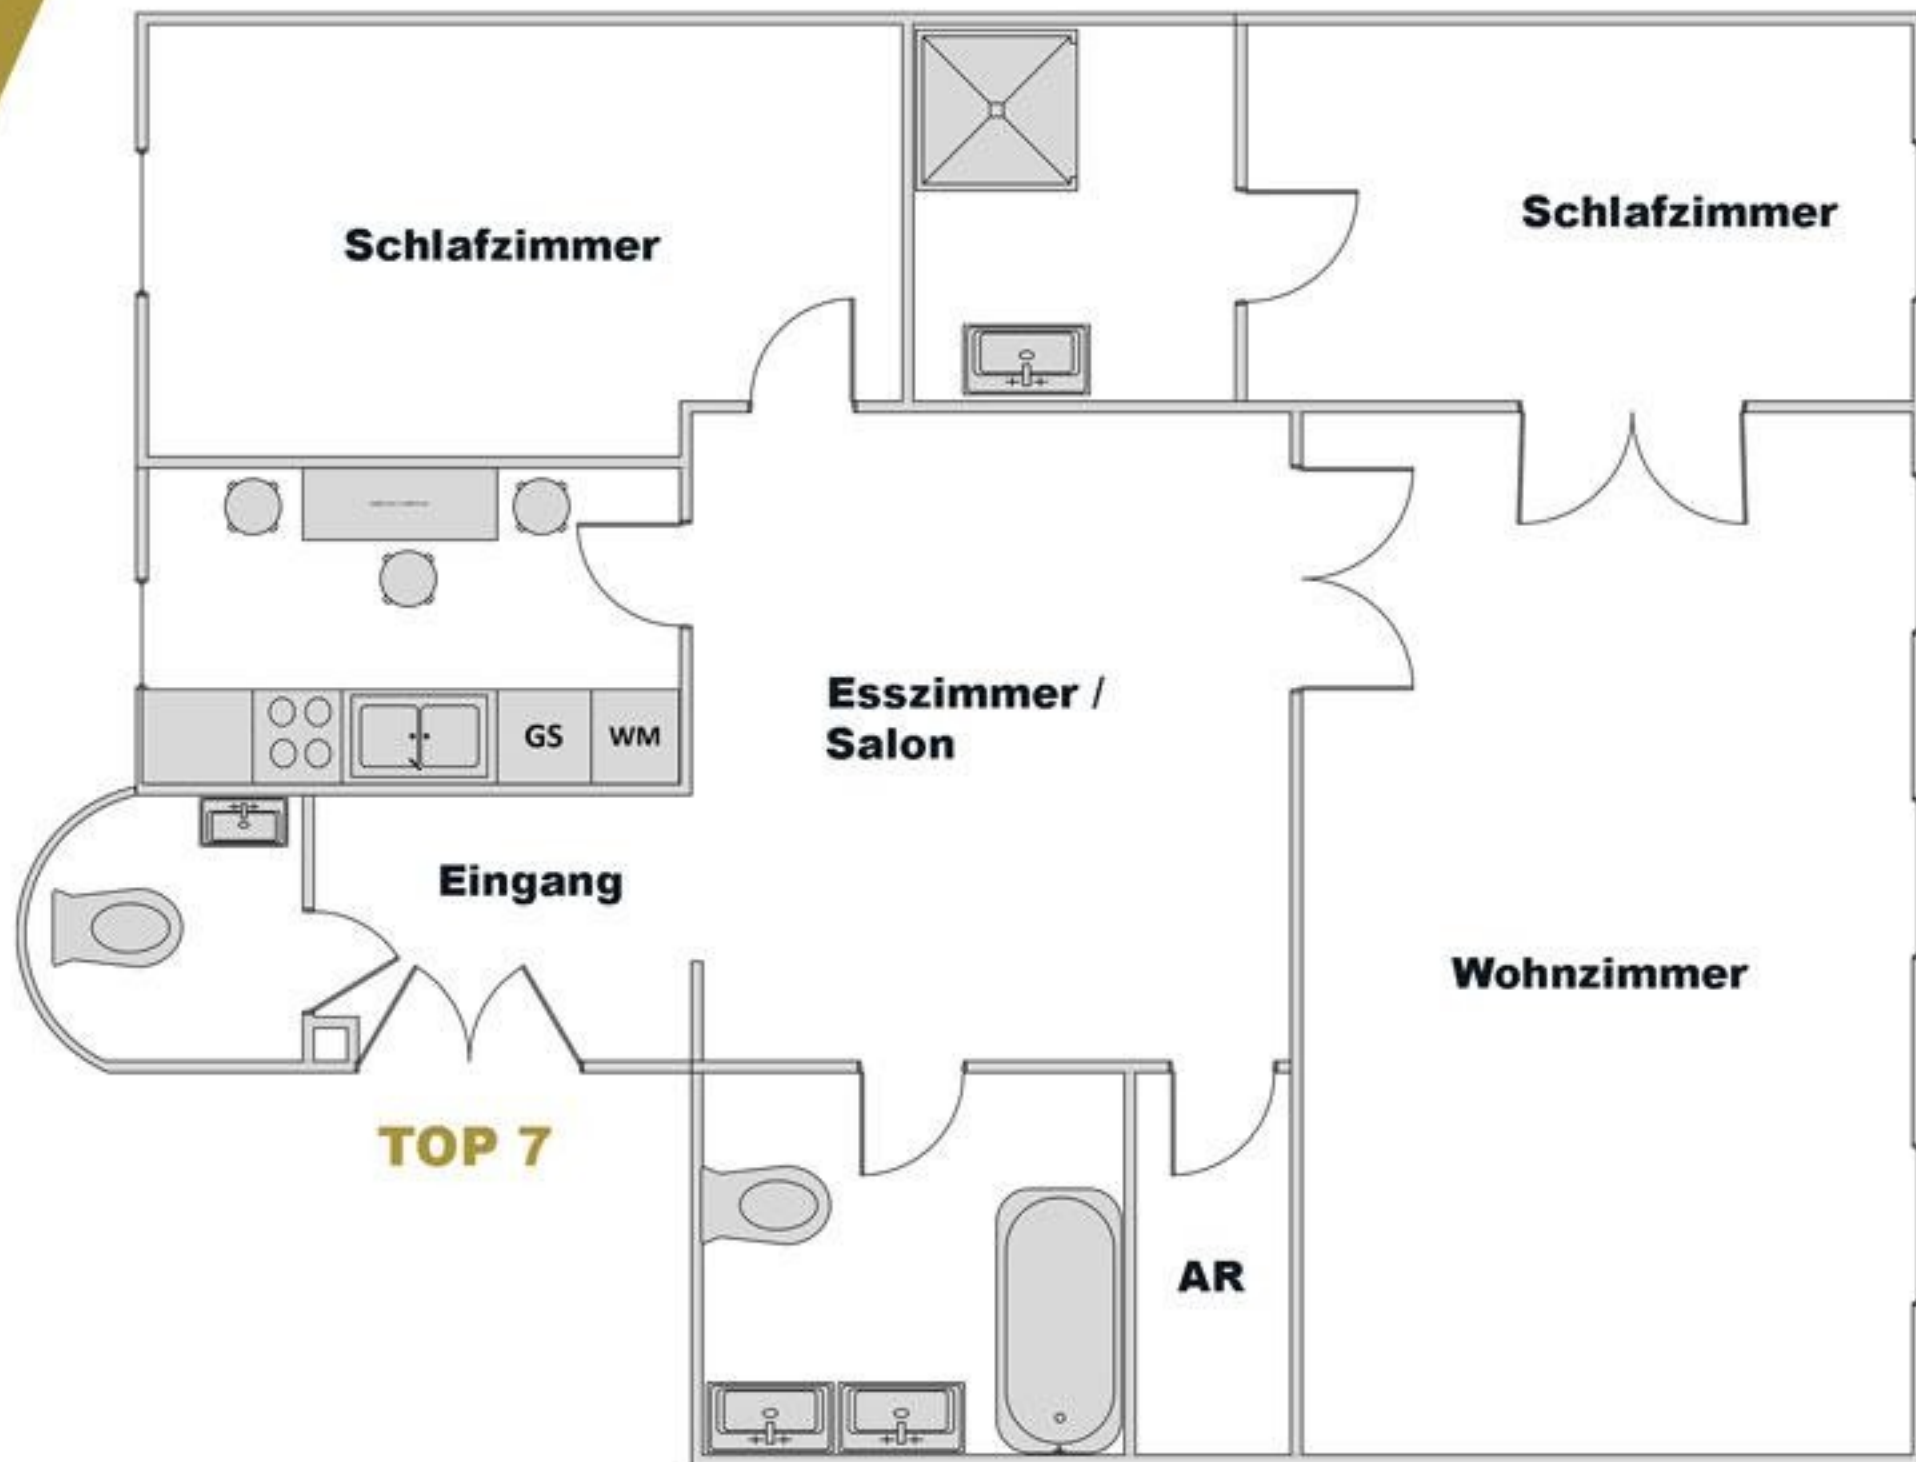 Schlafzimmer
Schlafzimmer
Esszimmer /
Salon
GS
WM
Eingang
Wohnzimmer
TOP 7
AR